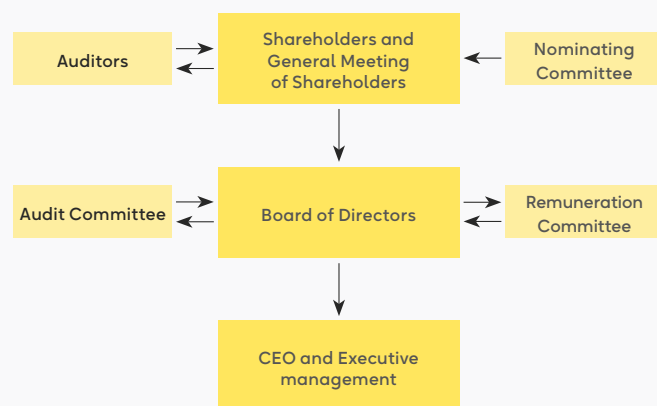 Auditors
Shareholders and
General Meeting
of Shareholders
Nominating
Committee
Audit Committee
Board of Directors
Remuneration
Committee
CEO and Executive
management